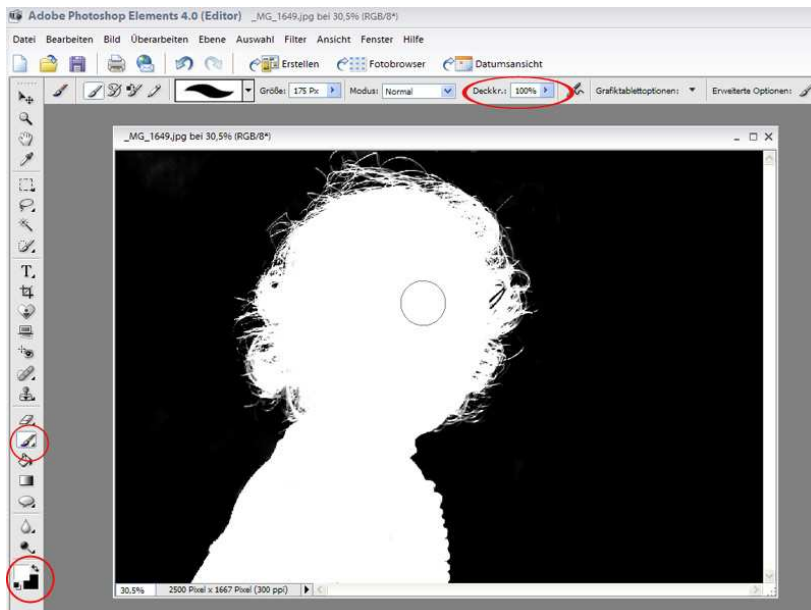 Adobe Photoshop Elements 4.0 (Editor) _MG_1649.jpg bei 30,5% (RGB/8*)
Datei Bearbeiten Bild Überarbeiten Ebene Auswahl Filter Ansicht Fenster Hilfe
Erstellen Fotobrowser Datumsansicht
Größe: 175 Px Modus: Normal Deckkr.: 100% Grafiktablettoptionen: Erweiterte Optionen:
_MG_1649.jpg bei 30,5% (RGB/8*)
T
30,5% 2500 Pixel x 1667 Pixel (300 ppi)